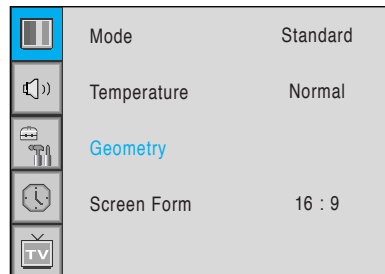 Mode Standard
Temperature Normal
Geometry
Screen Form 16 : 9
TV